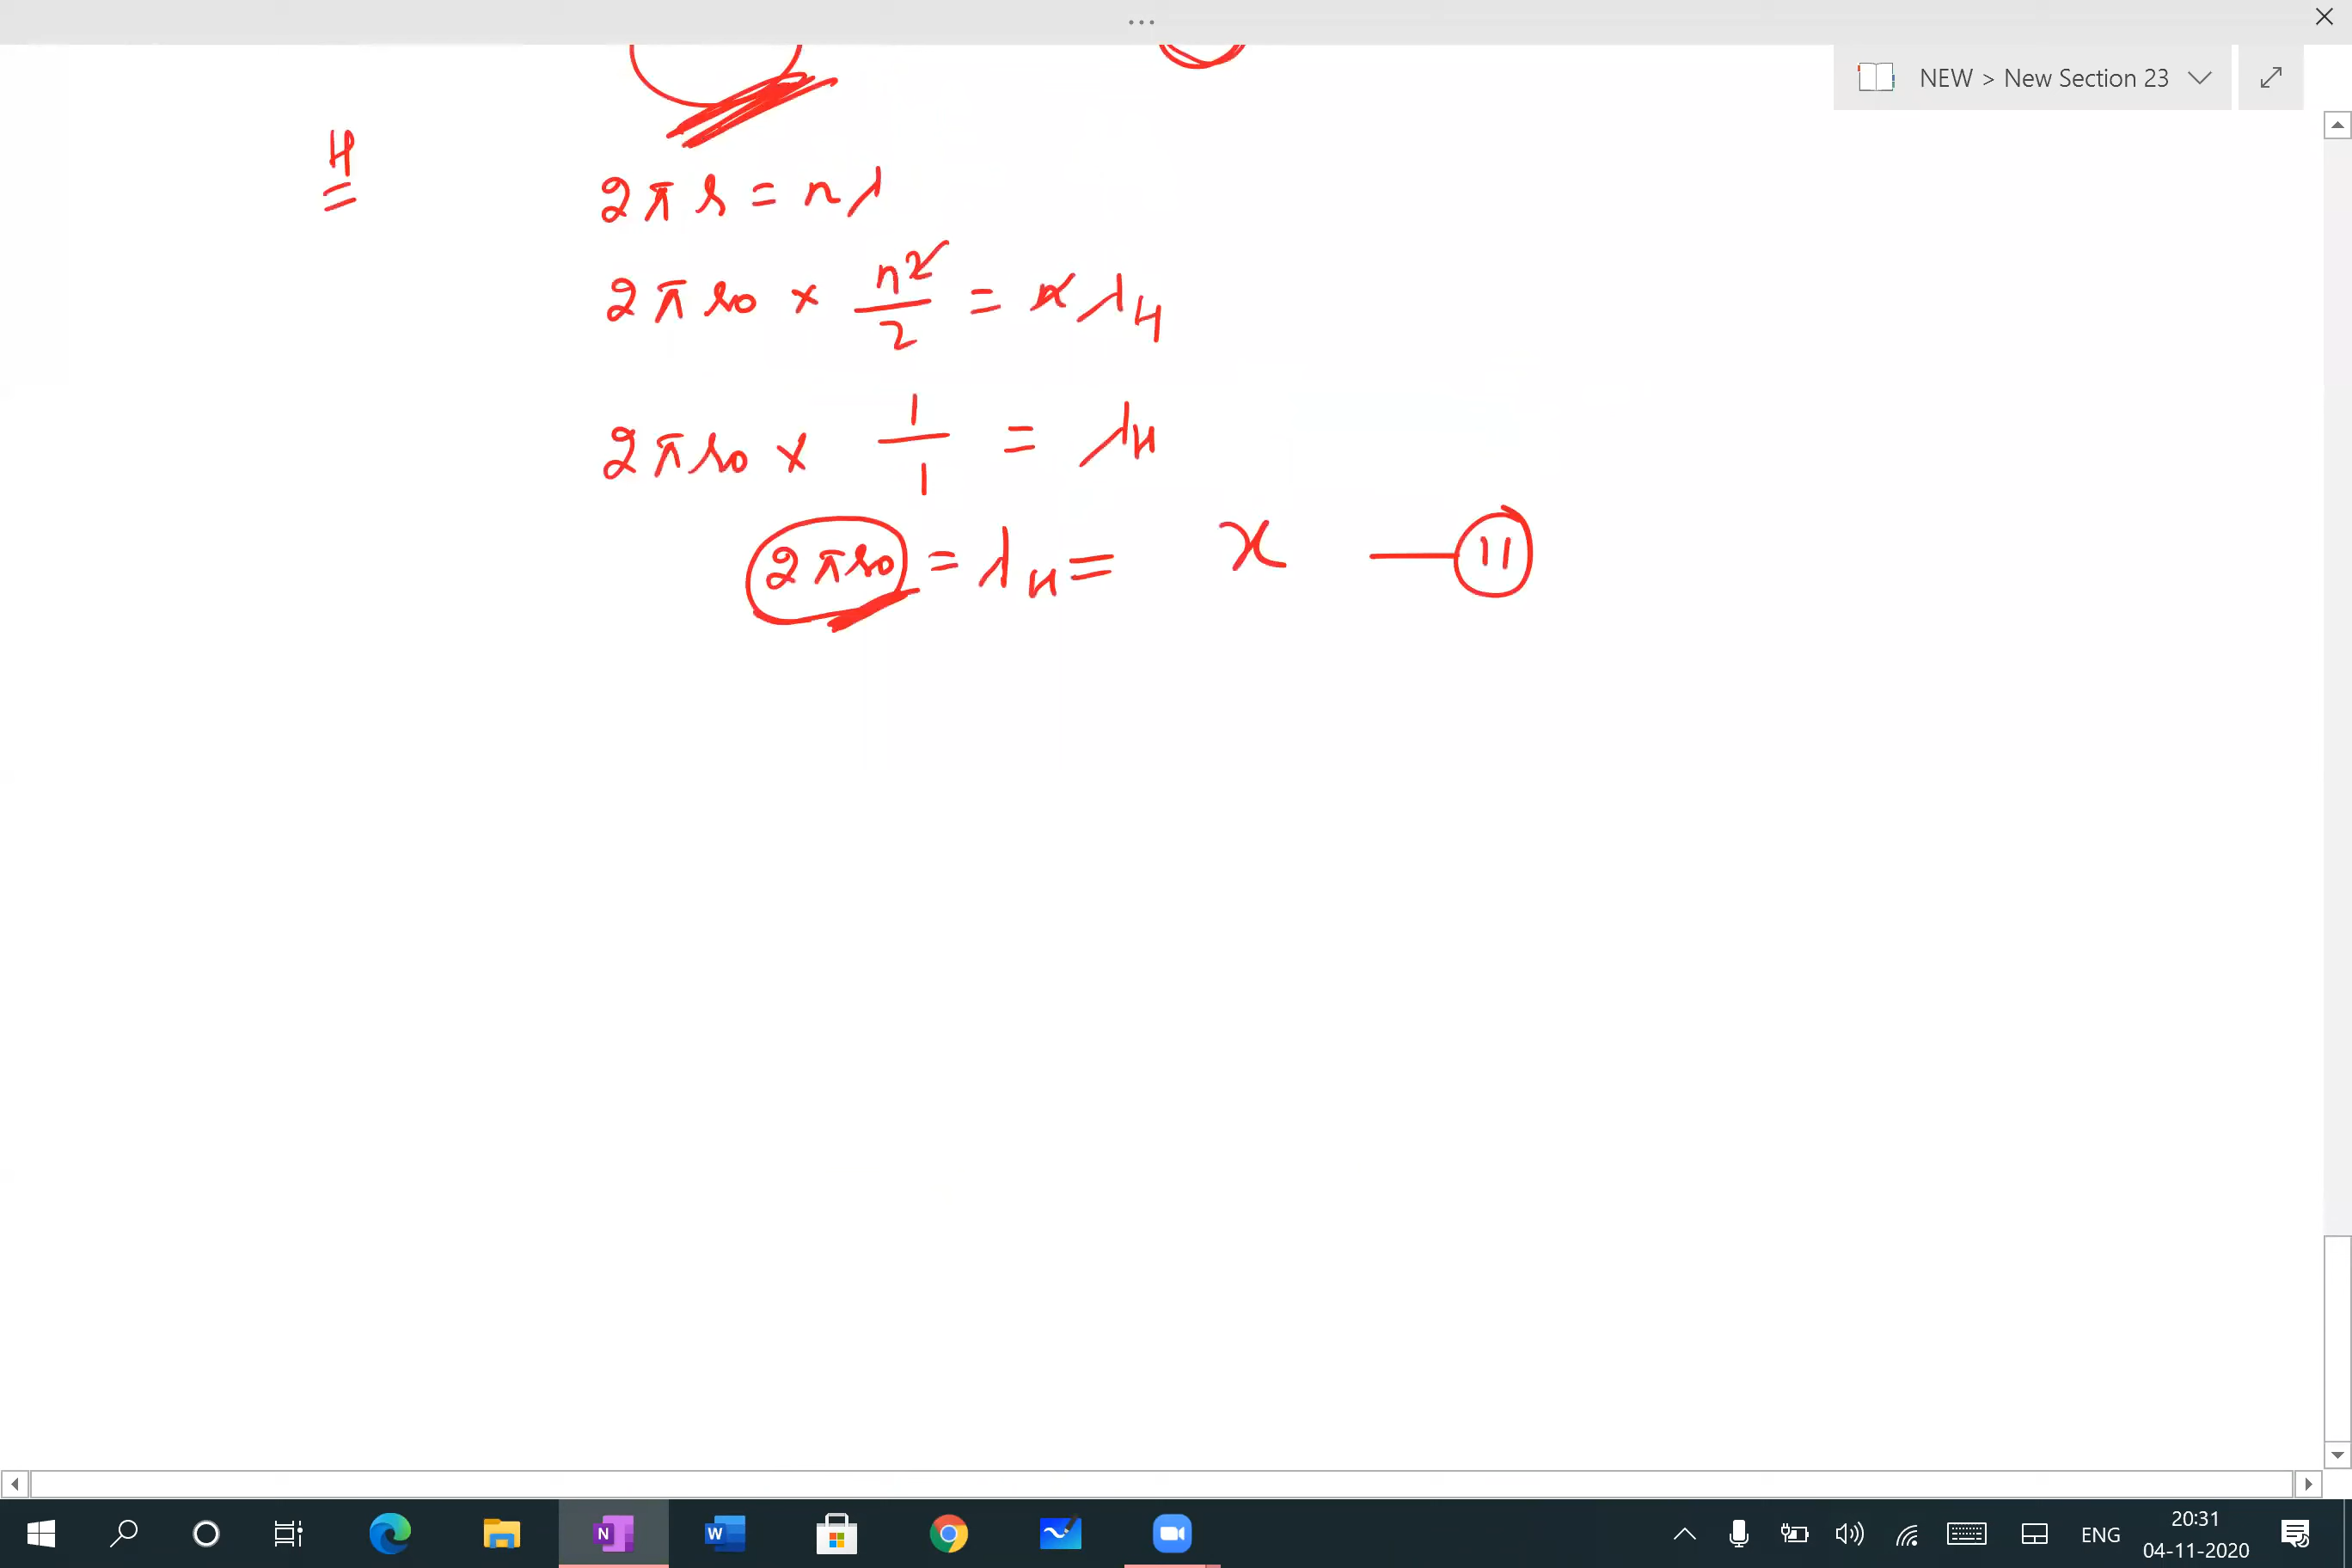 ...
NEW > New Section 23
H
2πr = nλ
2πr₀ × n²/2 = nλH
2πr₀ × 1/1 = λH
2πr₀ = λH = x — II
N
W
ENG
20:31
04-11-2020